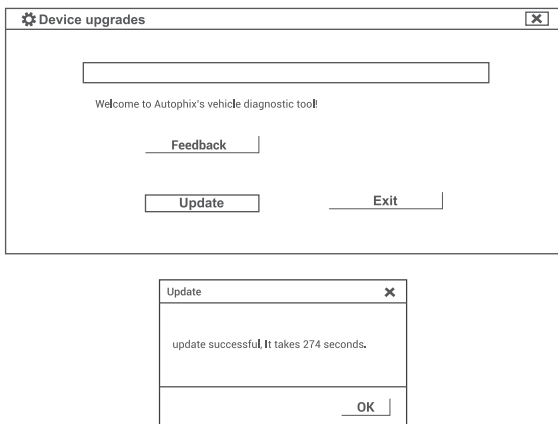 Device upgrades
Welcome to Autophix's vehicle diagnostic tool!
Feedback
Update
Exit
Update
update successful, It takes 274 seconds.
OK